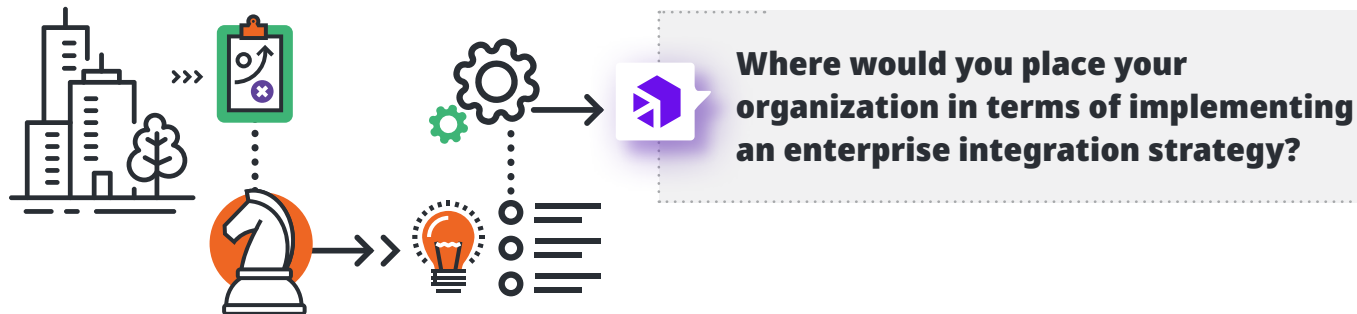 Where would you place your
organization in terms of implementing
an enterprise integration strategy?